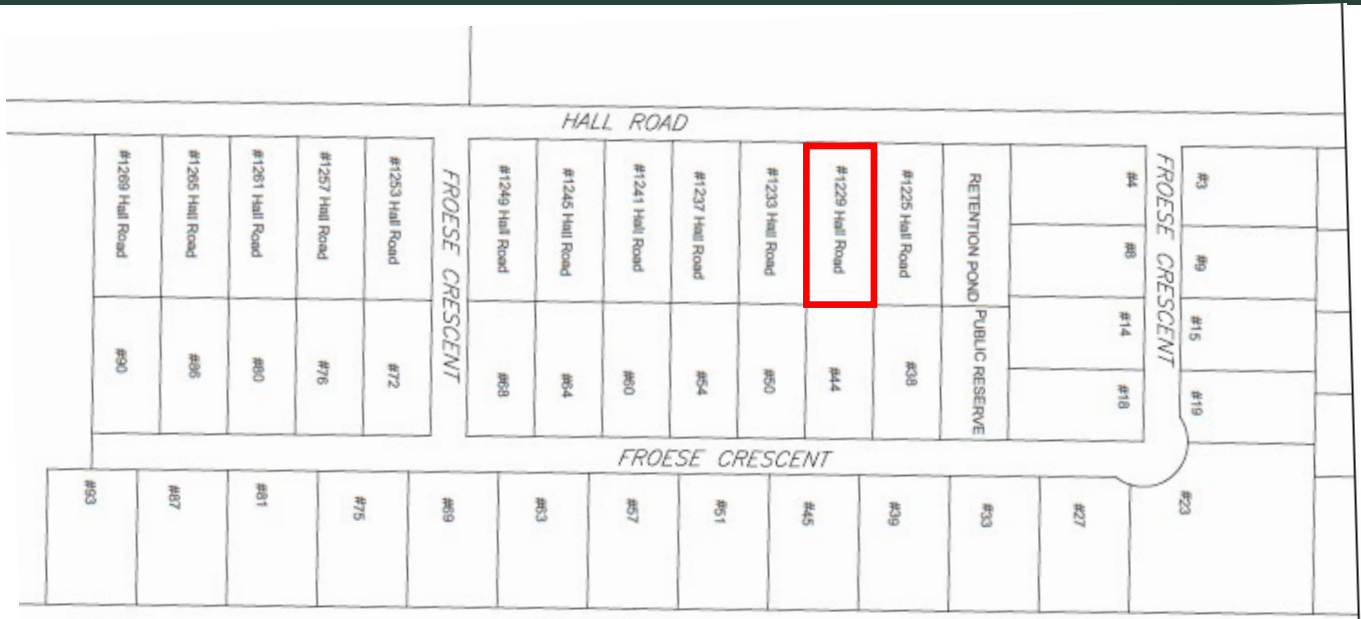 HALL ROAD
#1269 Hall Road
#1265 Hall Road
#1261 Hall Road
#1257 Hall Road
#1253 Hall Road
FROESE CRESCENT
#1249 Hall Road
#1245 Hall Road
#1241 Hall Road
#1237 Hall Road
#1233 Hall Road
#1229 Hall Road
#1225 Hall Road
RETENTION POND
PUBLIC RESERVE
#4
#8
#14
#18
FROESE CRESCENT
#3
#9
#15
#19
#90
#86
#80
#76
#72
#68
#64
#60
#54
#50
#44
#38
FROESE CRESCENT
#93
#87
#81
#75
#69
#63
#57
#51
#45
#39
#33
#27
#23